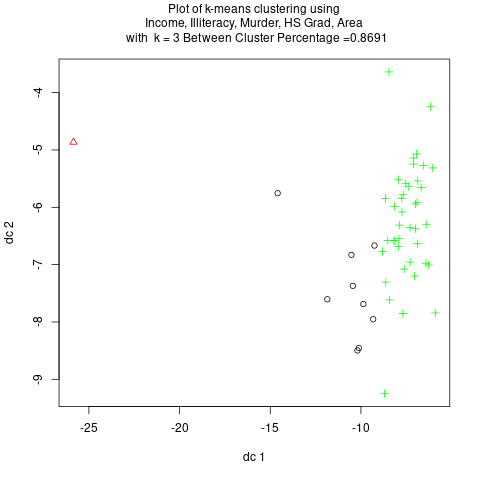 Plot of k-means clustering using
Income, Illiteracy, Murder, HS Grad, Area
with  k = 3 Between Cluster Percentage =0.8691
-4
-5
-6
-7
-8
-9
dc 2
-25
-20
-15
-10
dc 1